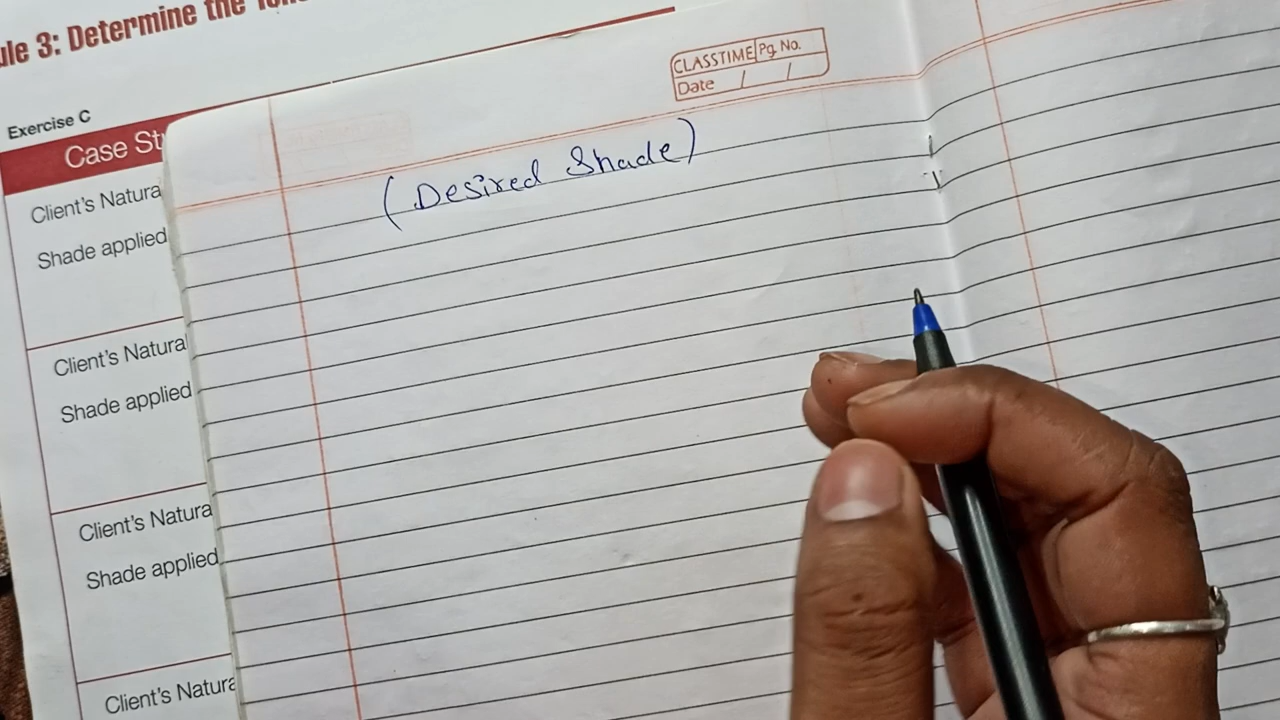 ule 3: Determine the
Exercise C
Case St
Client's Natura
Shade applied
Client's Natural
Shade applied
Client's Natura
Shade applied
Client's Natura
CLASSTIME Pg. No.
Date / /
(Desired Shade)